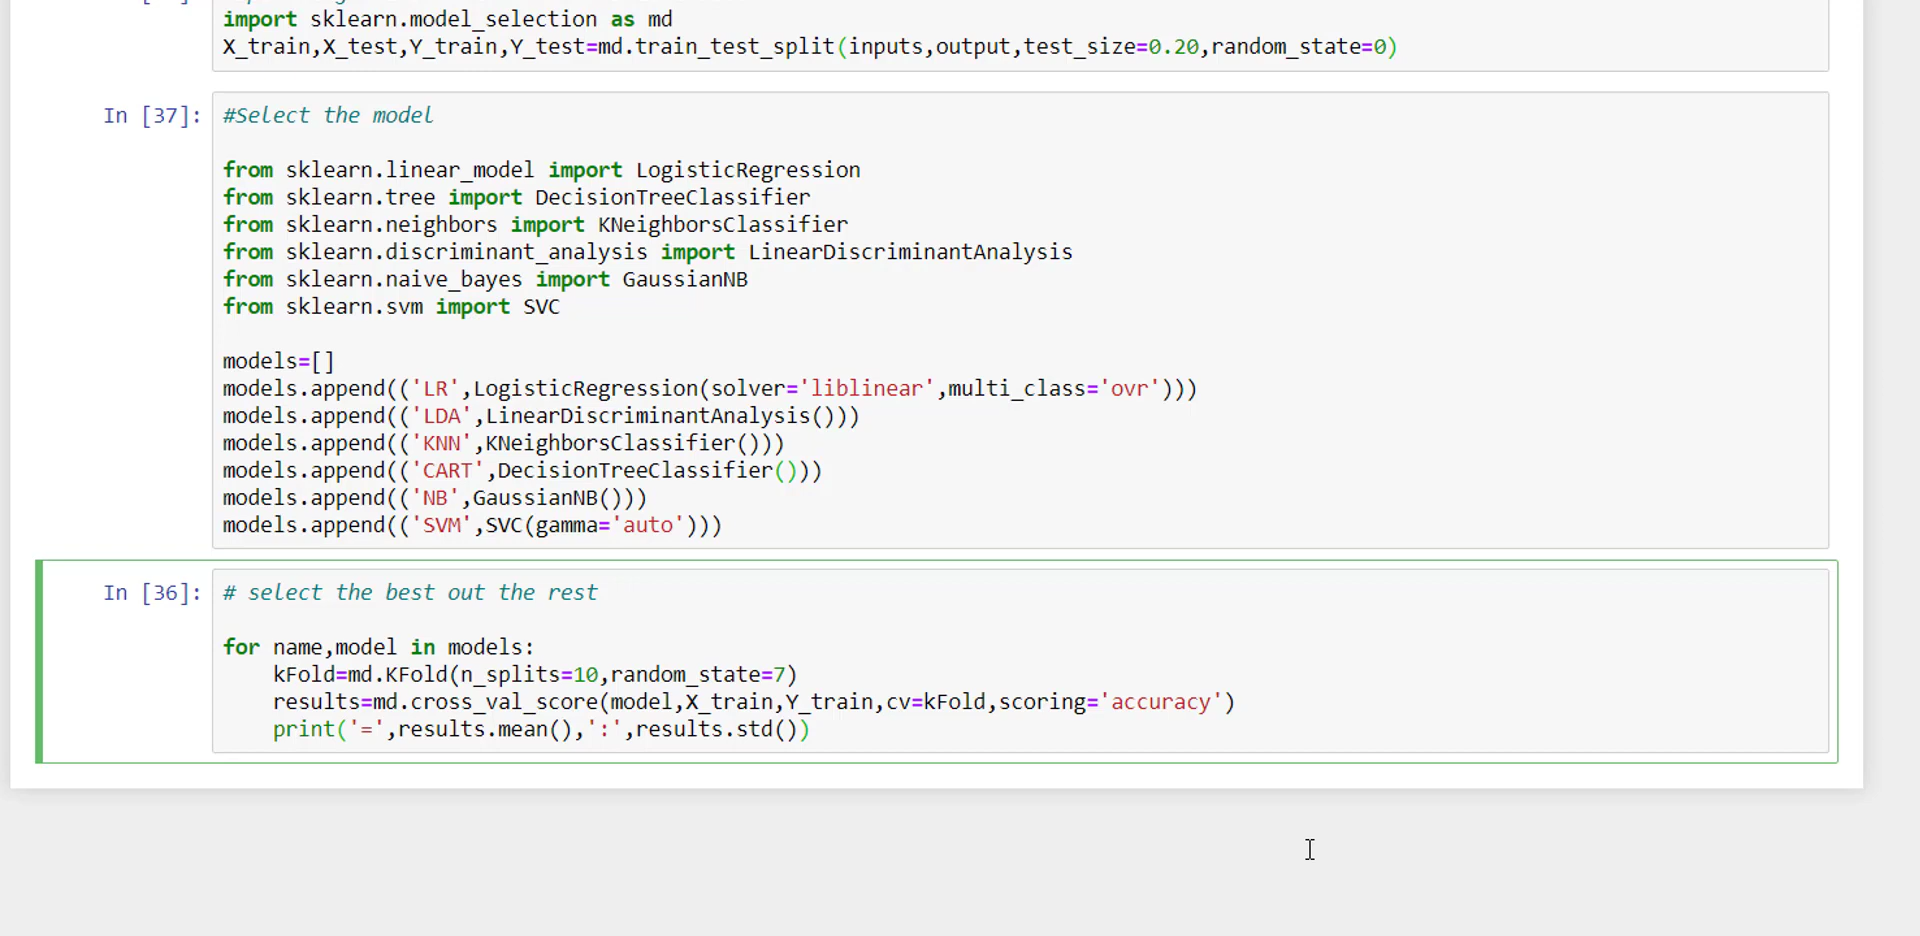 import sklearn.model_selection as md
X_train,X_test,Y_train,Y_test=md.train_test_split(inputs,output,test_size=0.20,random_state=0)
In [37]: #Select the model
from sklearn.linear_model import LogisticRegression
from sklearn.tree import DecisionTreeClassifier
from sklearn.neighbors import KNeighborsClassifier
from sklearn.discriminant_analysis import LinearDiscriminantAnalysis
from sklearn.naive_bayes import GaussianNB
from sklearn.svm import SVC
models=[]
models.append(('LR',LogisticRegression(solver='liblinear',multi_class='ovr')))
models.append(('LDA',LinearDiscriminantAnalysis()))
models.append(('KNN',KNeighborsClassifier()))
models.append(('CART',DecisionTreeClassifier()))
models.append(('NB',GaussianNB()))
models.append(('SVM',SVC(gamma='auto')))
In [36]: # select the best out the rest
for name,model in models:
    kFold=md.KFold(n_splits=10,random_state=7)
    results=md.cross_val_score(model,X_train,Y_train,cv=kFold,scoring='accuracy')
    print('=',results.mean(),':',results.std())